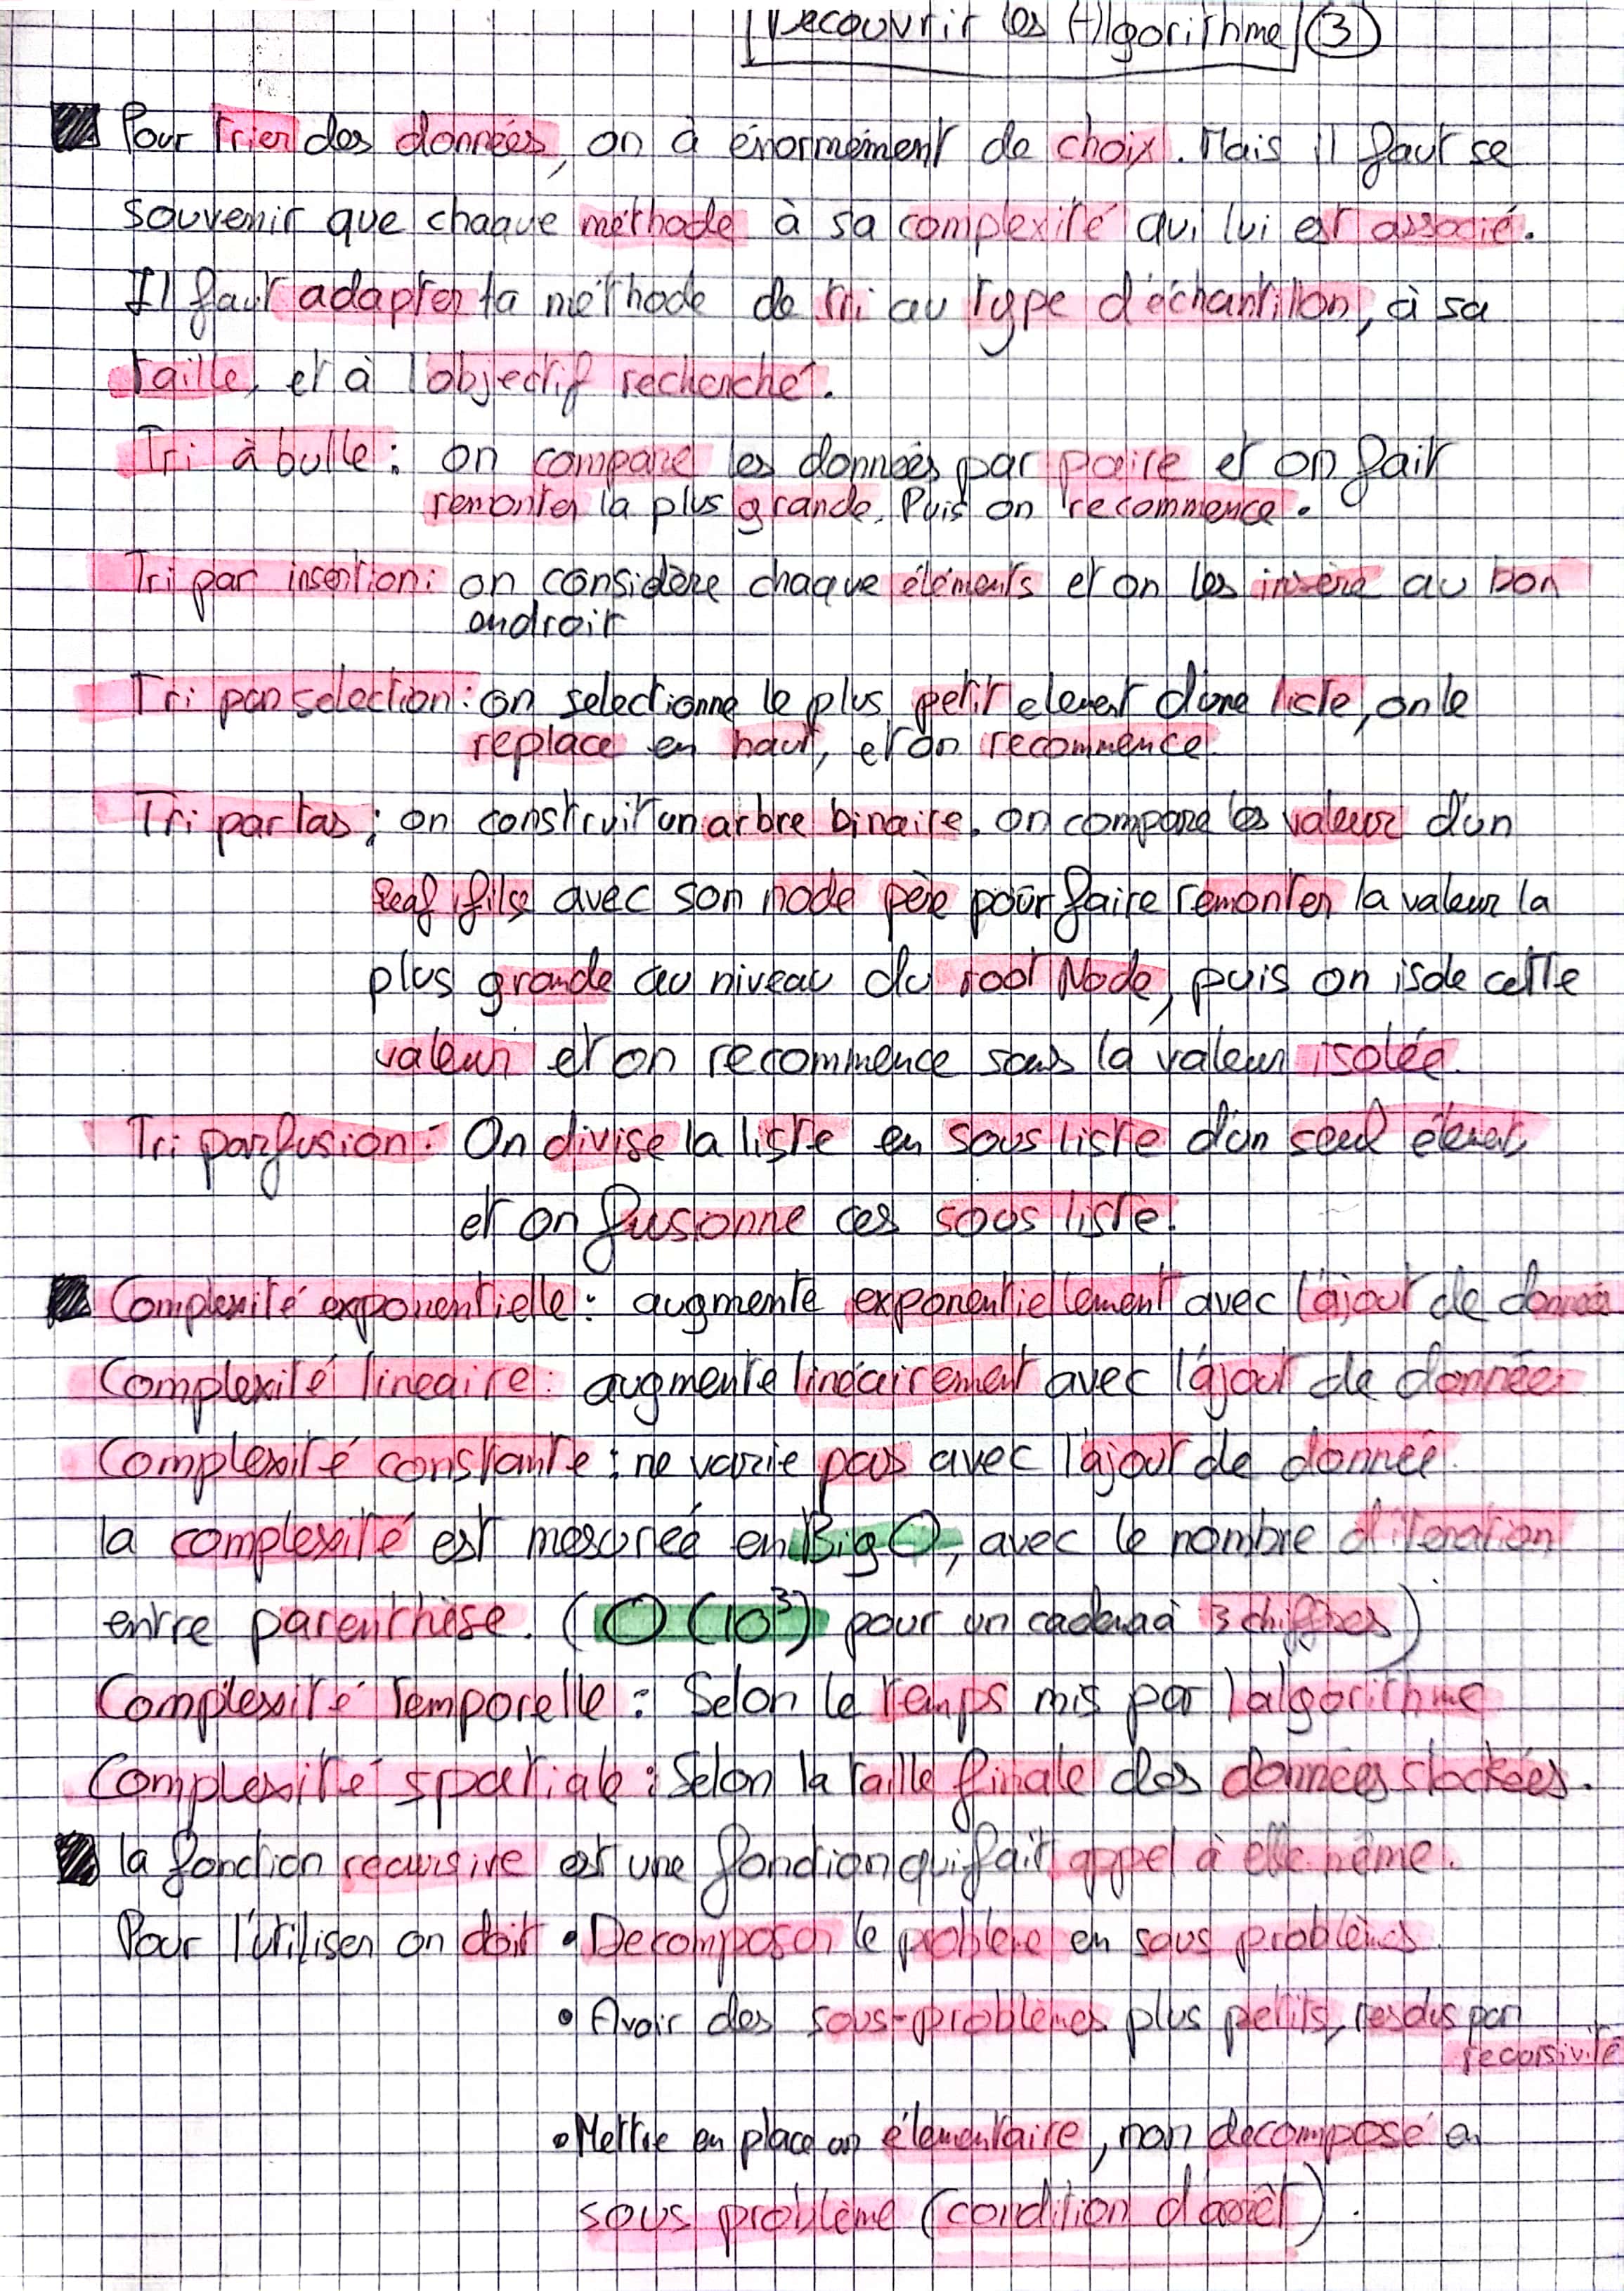 Decouvrir les Algorithme 3
Pour trier des données, on à énormément de choix. Mais il faut se
souvenir que chaque méthode à sa complexité qui lui est associé.
Il faut adapter ta méthode de tri au type d'échantillon, à sa
taille, et à l'objectif recherché.
Tri à bulle : on compare les données par paire et on fait
remonter la plus grande. Puis on recommence.
Tri par insertion : on considère chaque éléments et on les insère au bon
endroit
Tri par selection : on selectionne le plus petit element d'une liste, on le
replace en haut, et on recommence.
Tri par tas : on construit un arbre binaire. on compare les valeur d'un
leaf fils avec son node père pour faire remonter la valeur la
plus grande au niveau du root Node, puis on isole cette
valeur et on recommence sans la valeur isolée.
Tri par fusion : On divise la liste en sous liste d'un seul élement
et on fusionne ces sous liste.
Complexité exponentielle : augmente exponentiellement avec l'ajout de donnée
Complexité lineaire : augmente linéairement avec l'ajout de donnée
Complexité constante : ne varie pas avec l'ajout de donnée.
la complexité est mesureé en Big O, avec le nombre d'iteration
entre parenthèse. (O(10³) pour un cadena à 3 chiffres)
Complexité temporelle : Selon le temps mis par l'algorithme
Complexité spatiale : Selon la taille finale des données stockées.
la fonction recursive est une fonction qui fait appel à elle même.
Pour l'utiliser on doit • Decomposer le problème en sous problèmes.
• Avoir des sous-problèmes plus petits, resolus par
recursivité
• Mettre en place un élementaire, non decomposé en
sous problème (condition d'arrêt).